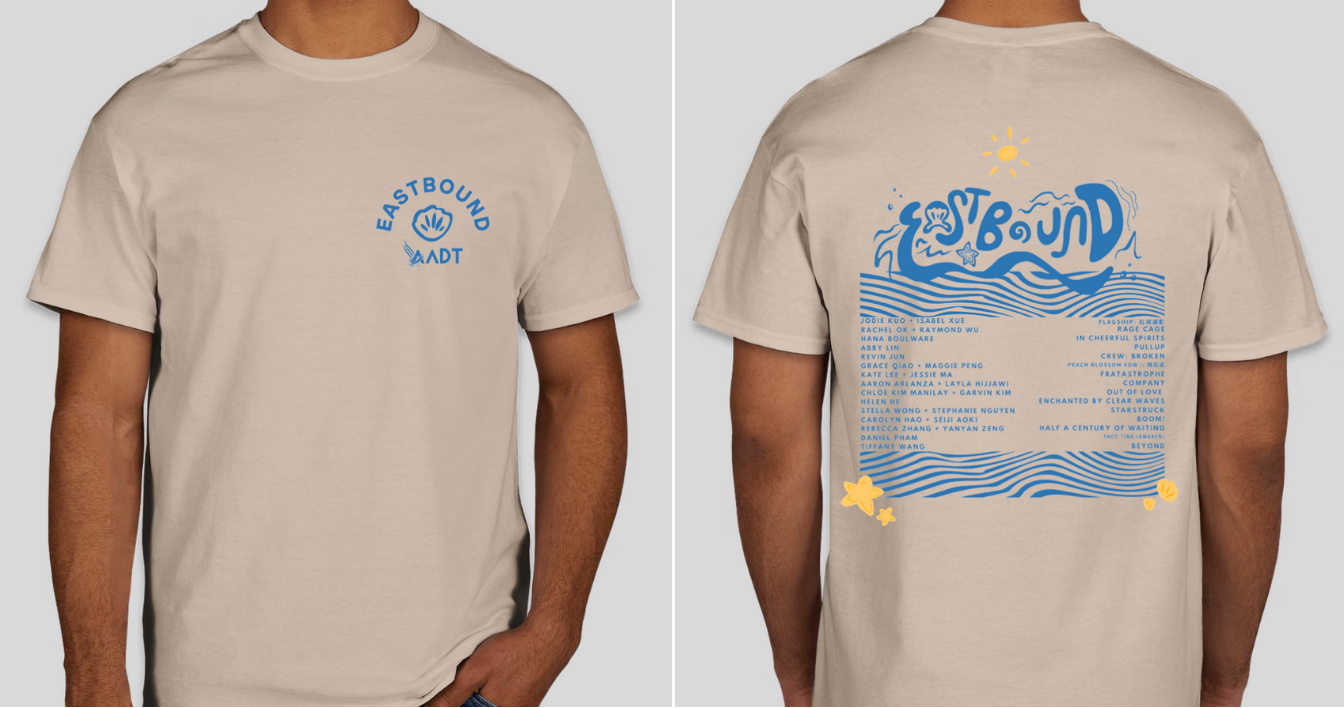 EASTBOUND
AADT
EASTBOUND
JODIE KUO + ISABEL XUE
FLAGSHIP:
RACHEL OK + RAYMOND WU
RAGE CAGE
HANA BOULWARE
IN CHEERFUL SPIRITS
ABBY LIN
PULLUP
REVIN JUN
CREW: BROKEN
GRACE QIAO + MAGGIE PENG
PEACH BLOSSOM VOW ::
KATE LEE + JESSIE MA
FRATASTROPHE
AARON ARLANZA + LAYLA HIJJAWI
COMPANY
CHLOE KIM MANILAY + GARVIN KIM
OUT OF LOVE
HELEN HE
ENCHANTED BY CLEAR WAVES
STELLA WONG + STEPHANIE NGUYEN
STARSTRUCK
CAROLYN HAO + SEIJI AOKI
BOOM!
REBECCA ZHANG + YANYAN ZENG
HALF A CENTURY OF WAITING
DANIEL PHAM
THỨC TỈNH (AWAKEN)
TIFFANY WANG
BEYOND